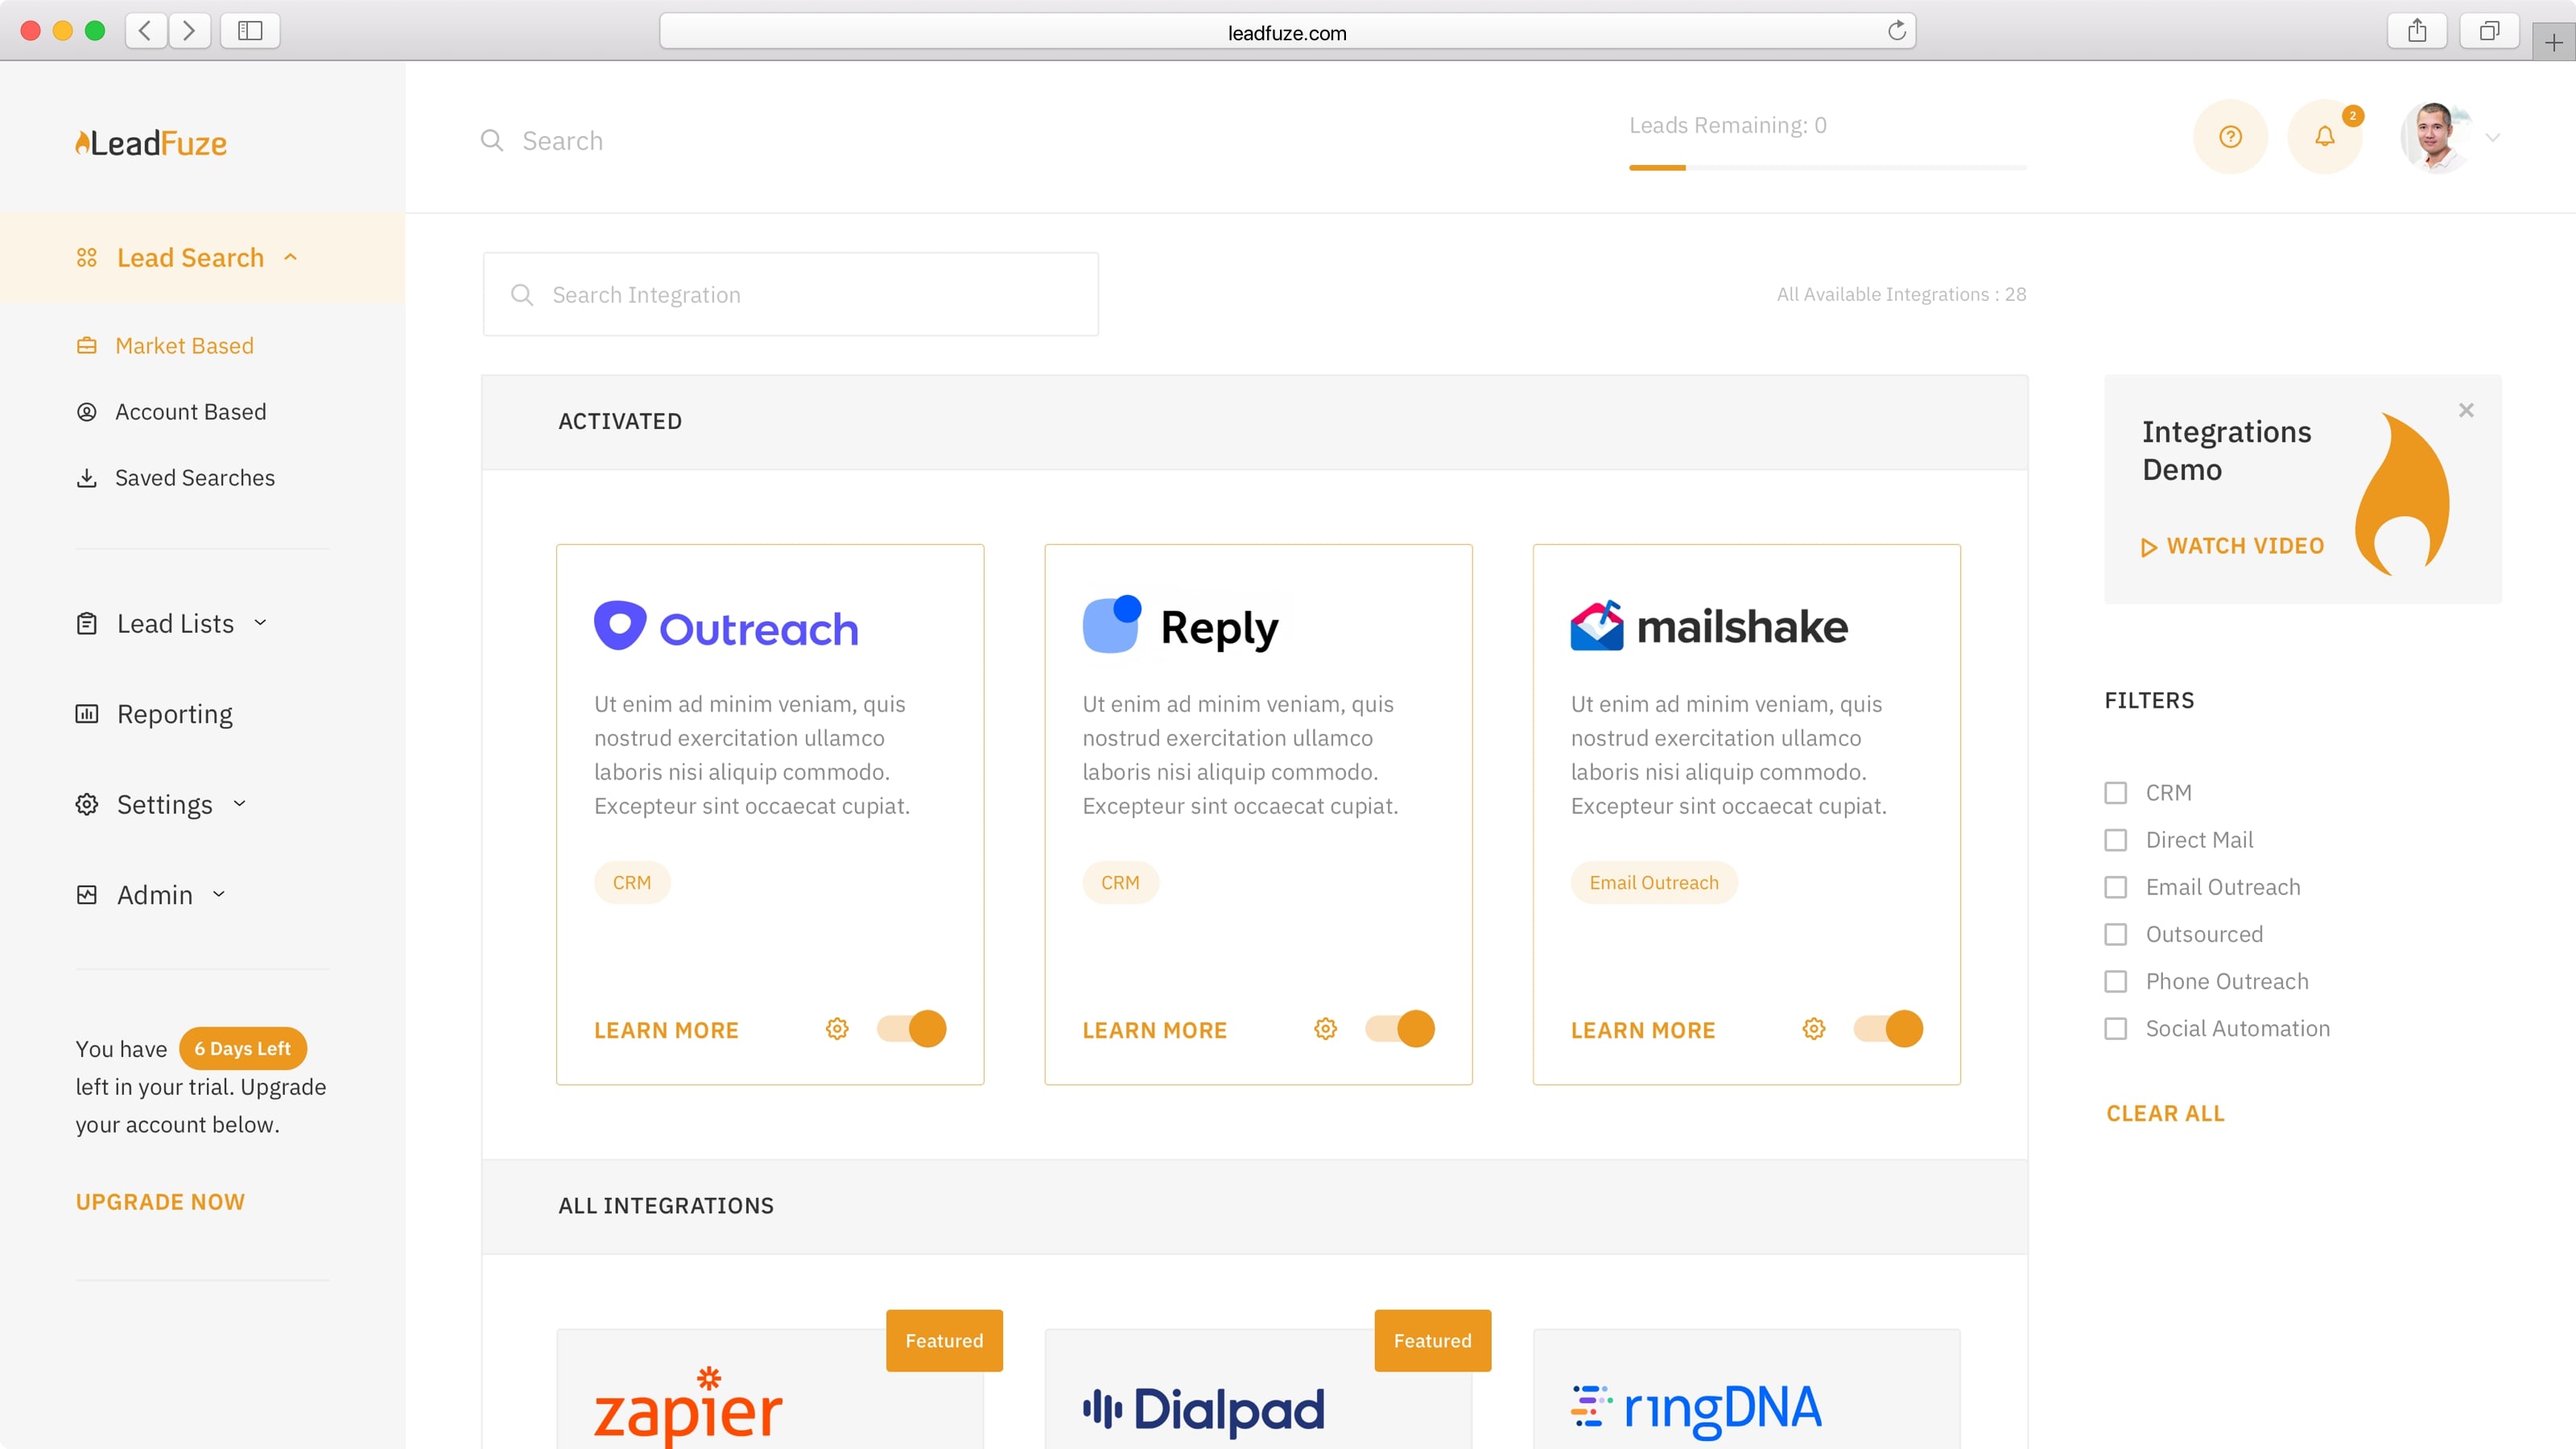 leadfuze.com
LeadFuze
Search
Leads Remaining: 0
2
Lead Search
Market Based
Account Based
Saved Searches
Lead Lists
Reporting
Settings
Admin
You have 6 Days Left
left in your trial. Upgrade
your account below.
UPGRADE NOW
Search Integration
All Available Integrations : 28
ACTIVATED
Outreach
Ut enim ad minim veniam, quis
nostrud exercitation ullamco
laboris nisi aliquip commodo.
Excepteur sint occaecat cupiat.
CRM
LEARN MORE
Reply
Ut enim ad minim veniam, quis
nostrud exercitation ullamco
laboris nisi aliquip commodo.
Excepteur sint occaecat cupiat.
CRM
LEARN MORE
mailshake
Ut enim ad minim veniam, quis
nostrud exercitation ullamco
laboris nisi aliquip commodo.
Excepteur sint occaecat cupiat.
Email Outreach
LEARN MORE
ALL INTEGRATIONS
Featured
zapier
Featured
Dialpad
ringDNA
Integrations
Demo
WATCH VIDEO
FILTERS
CRM
Direct Mail
Email Outreach
Outsourced
Phone Outreach
Social Automation
CLEAR ALL